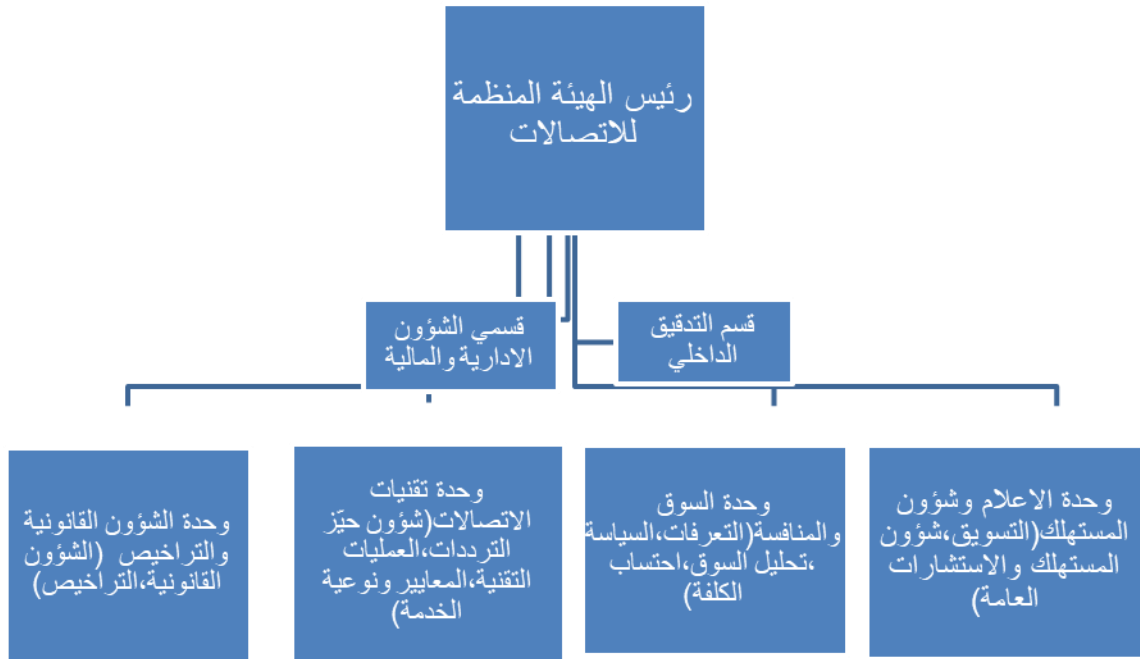 رئيس الهيئة المنظمة
للاتصالات
قسم التدقيق
الداخلي
قسمي الشؤون
الادارية والمالية
وحدة الاعلام وشؤون
المستهلك(التسويق،شؤون
المستهلك والاستشارات
العامة)
وحدة السوق
والمنافسة(التعرفات،السياسة
،تحليل السوق،احتساب
الكلفة)
وحدة تقنيات
الاتصالات(شؤون حيّز
الترددات،العمليات
التقنية،المعايير ونوعية
الخدمة)
وحدة الشؤون القانونية
والتراخيص (الشؤون
القانونية،التراخيص)